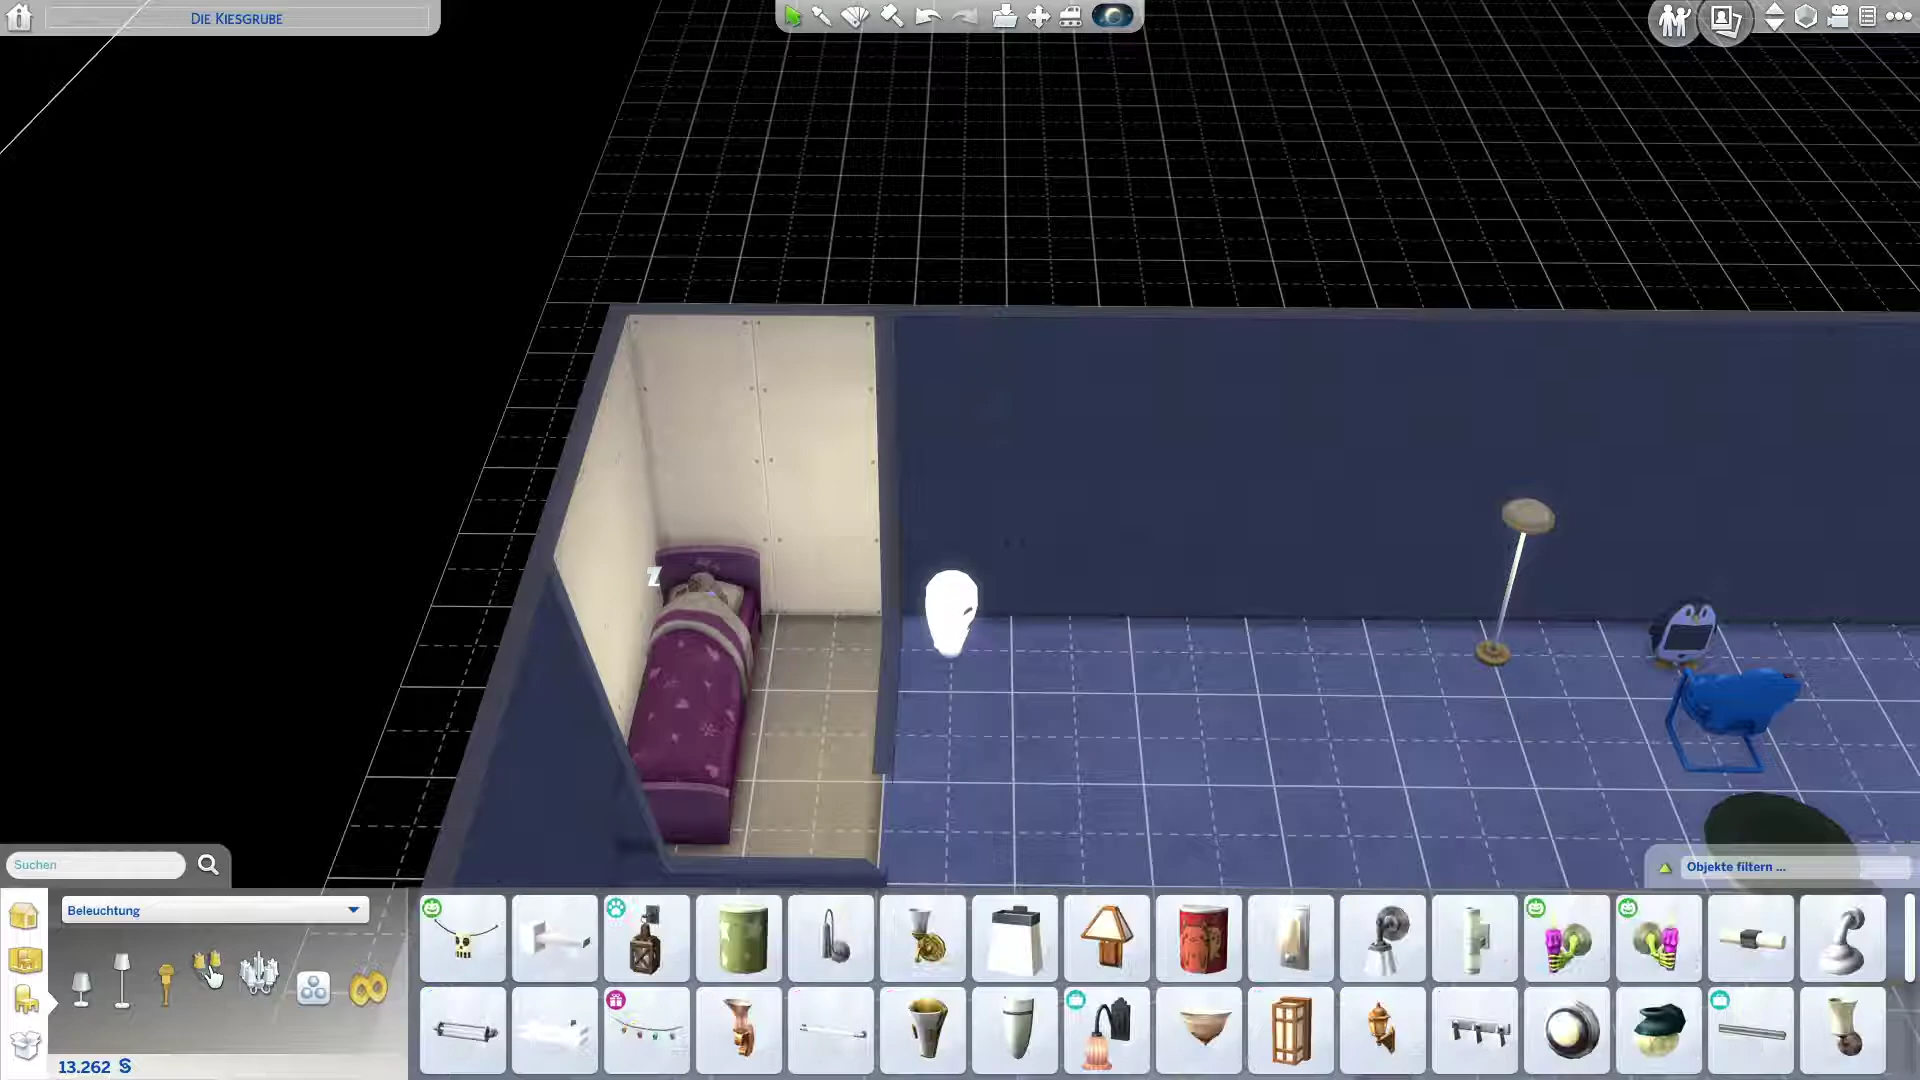 Die Kiesgrube
Z
Suchen
Objekte filtern ...
Beleuchtung
13.262 §